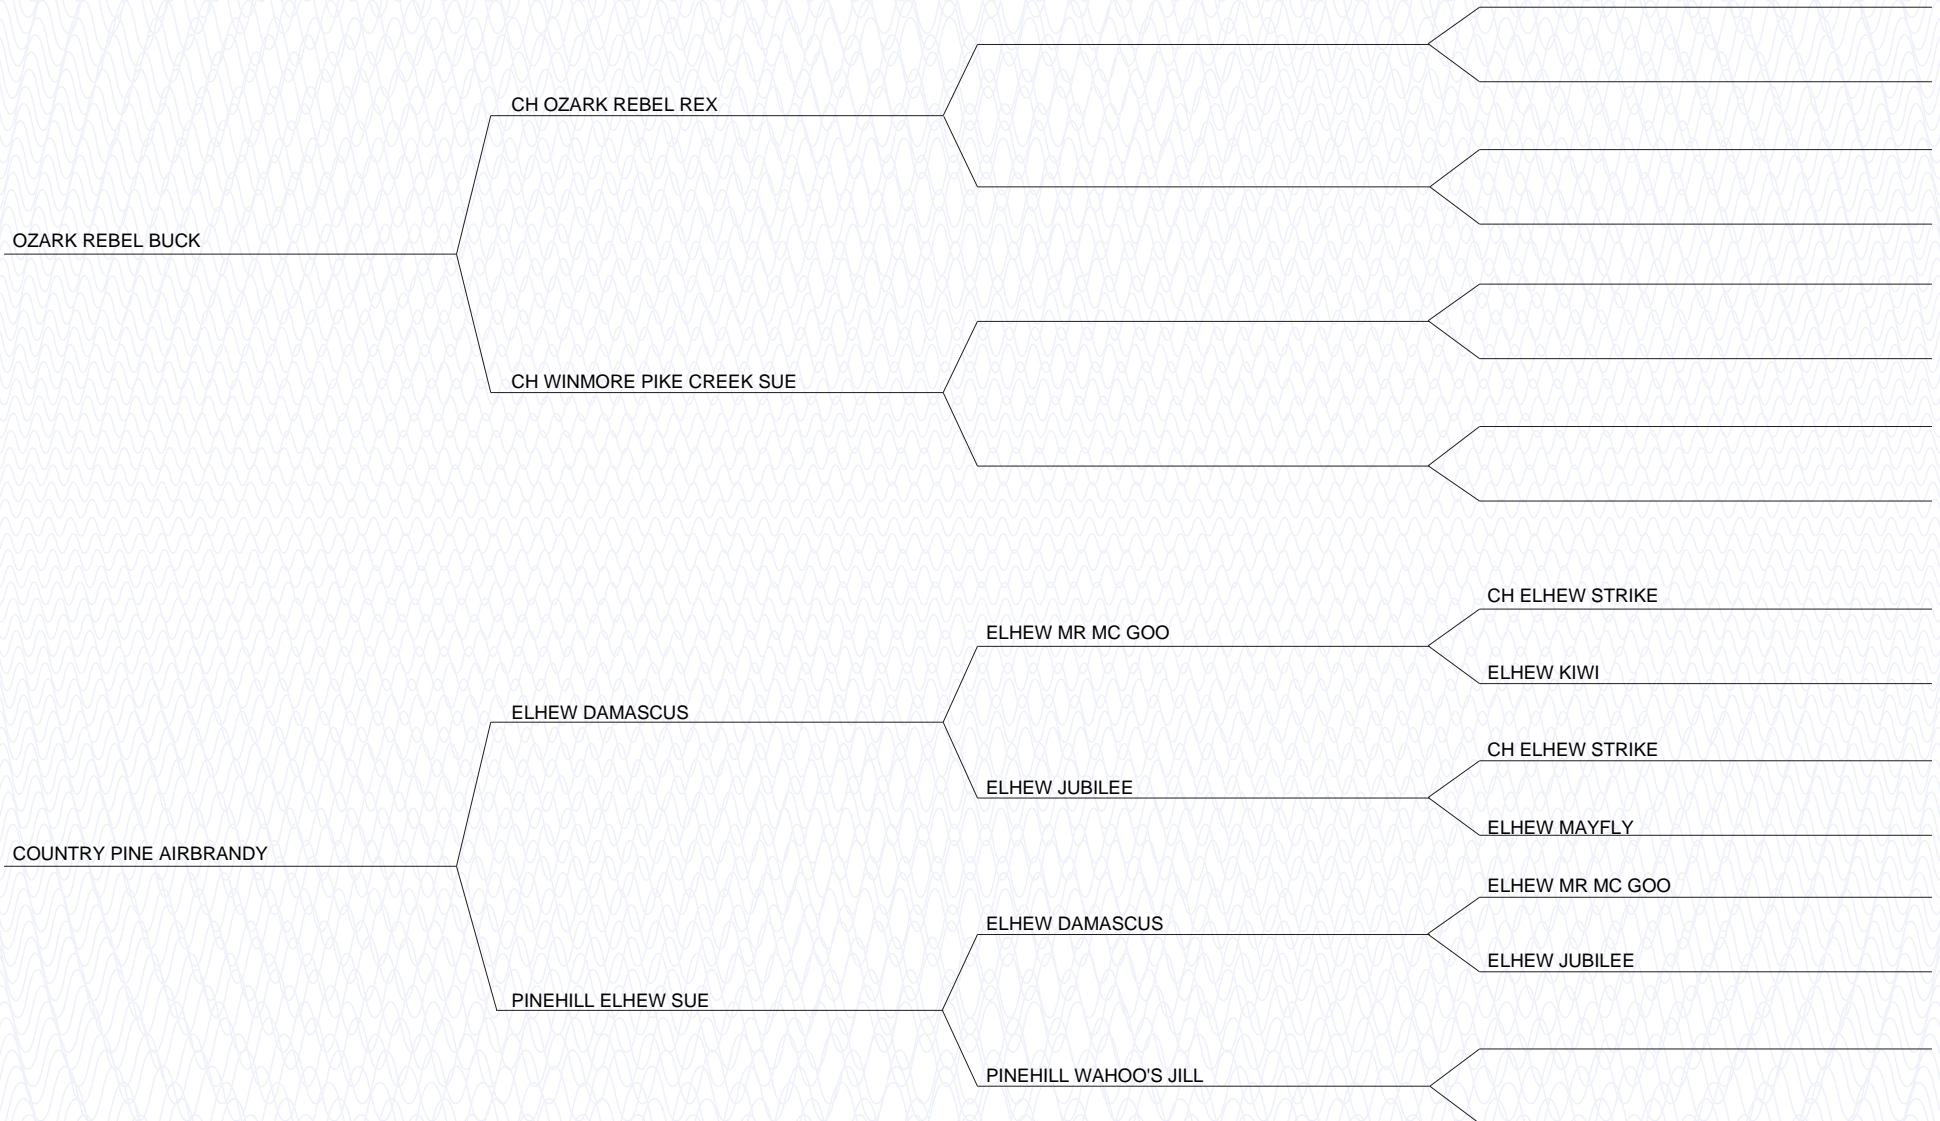 CH OZARK REBEL REX
OZARK REBEL BUCK
CH WINMORE PIKE CREEK SUE
CH ELHEW STRIKE
ELHEW MR MC GOO
ELHEW KIWI
ELHEW DAMASCUS
CH ELHEW STRIKE
ELHEW JUBILEE
ELHEW MAYFLY
COUNTRY PINE AIRBRANDY
ELHEW MR MC GOO
ELHEW DAMASCUS
ELHEW JUBILEE
PINEHILL ELHEW SUE
PINEHILL WAHOO'S JILL